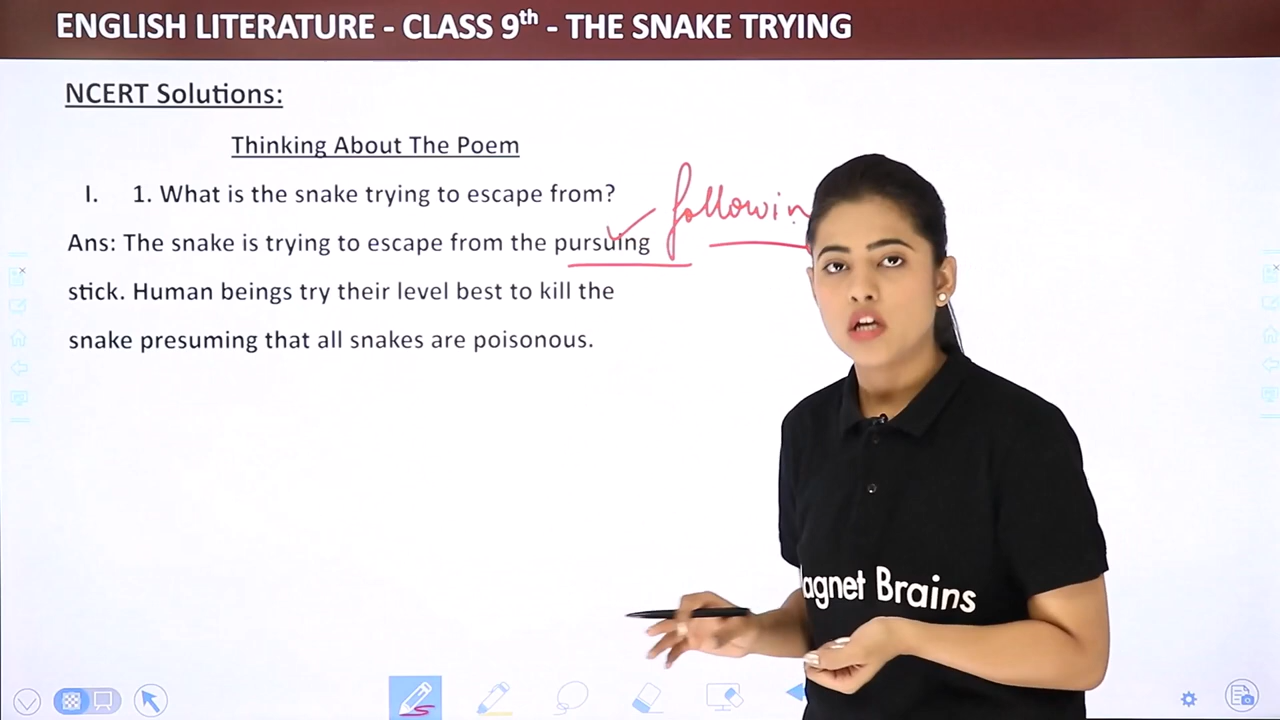 ENGLISH LITERATURE - CLASS 9th - THE SNAKE TRYING
NCERT Solutions:
Thinking About The Poem
I. 1. What is the snake trying to escape from?
followin
Ans: The snake is trying to escape from the pursuing
stick. Human beings try their level best to kill the
snake presuming that all snakes are poisonous.
agnet Brains